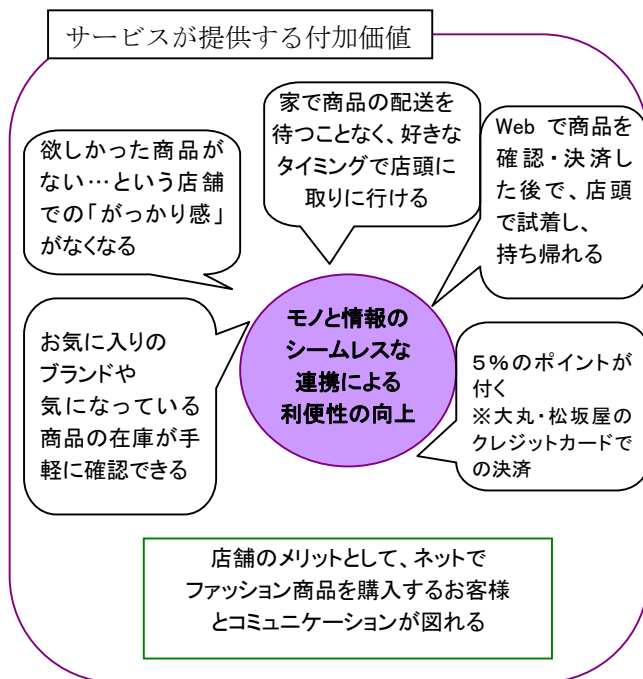 サービスが提供する付加価値
家で商品の配送を
待つことなく、好きな
タイミングで店頭に
取りに行ける
Web で商品を
確認・決済し
た後で、店頭
で試着し、
持ち帰れる
欲しかった商品が
ない…という店舗
での「がっかり感」
がなくなる
モノと情報の
シームレスな
連携による
利便性の向上
お気に入りの
ブランドや
気になっている
商品の在庫が手
軽に確認できる
5%のポイントが
付く
※大丸・松坂屋の
クレジットカードで
の決済
店舗のメリットとして、ネットで
ファッション商品を購入するお客様
とコミュニケーションが図れる